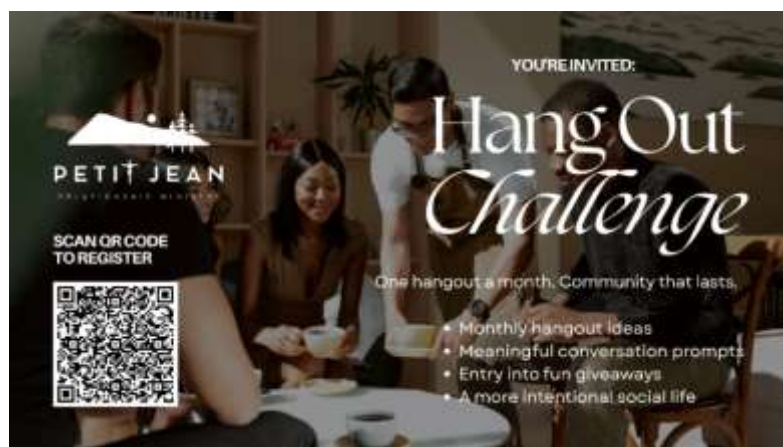 YOU'RE INVITED:
Hang Out
Challenge
PETIT JEAN
SCAN QR CODE
TO REGISTER
One hangout a month. Community that lasts.
• Monthly hangout ideas
• Meaningful conversation prompts
• Entry into fun giveaways
• A more intentional social life